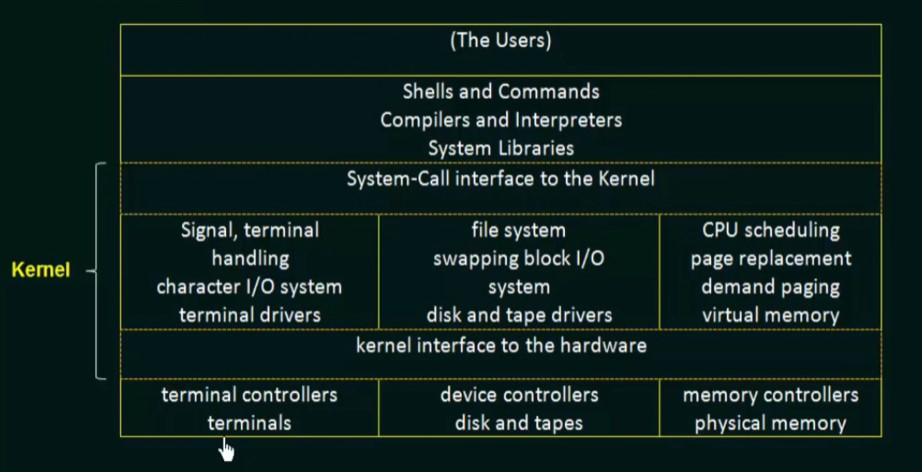 (The Users)
Shells and Commands
Compilers and Interpreters
System Libraries
System-Call interface to the Kernel
Kernel
Signal, terminal
handling
character I/O system
terminal drivers
file system
swapping block I/O
system
disk and tape drivers
CPU scheduling
page replacement
demand paging
virtual memory
kernel interface to the hardware
terminal controllers
terminals
device controllers
disk and tapes
memory controllers
physical memory